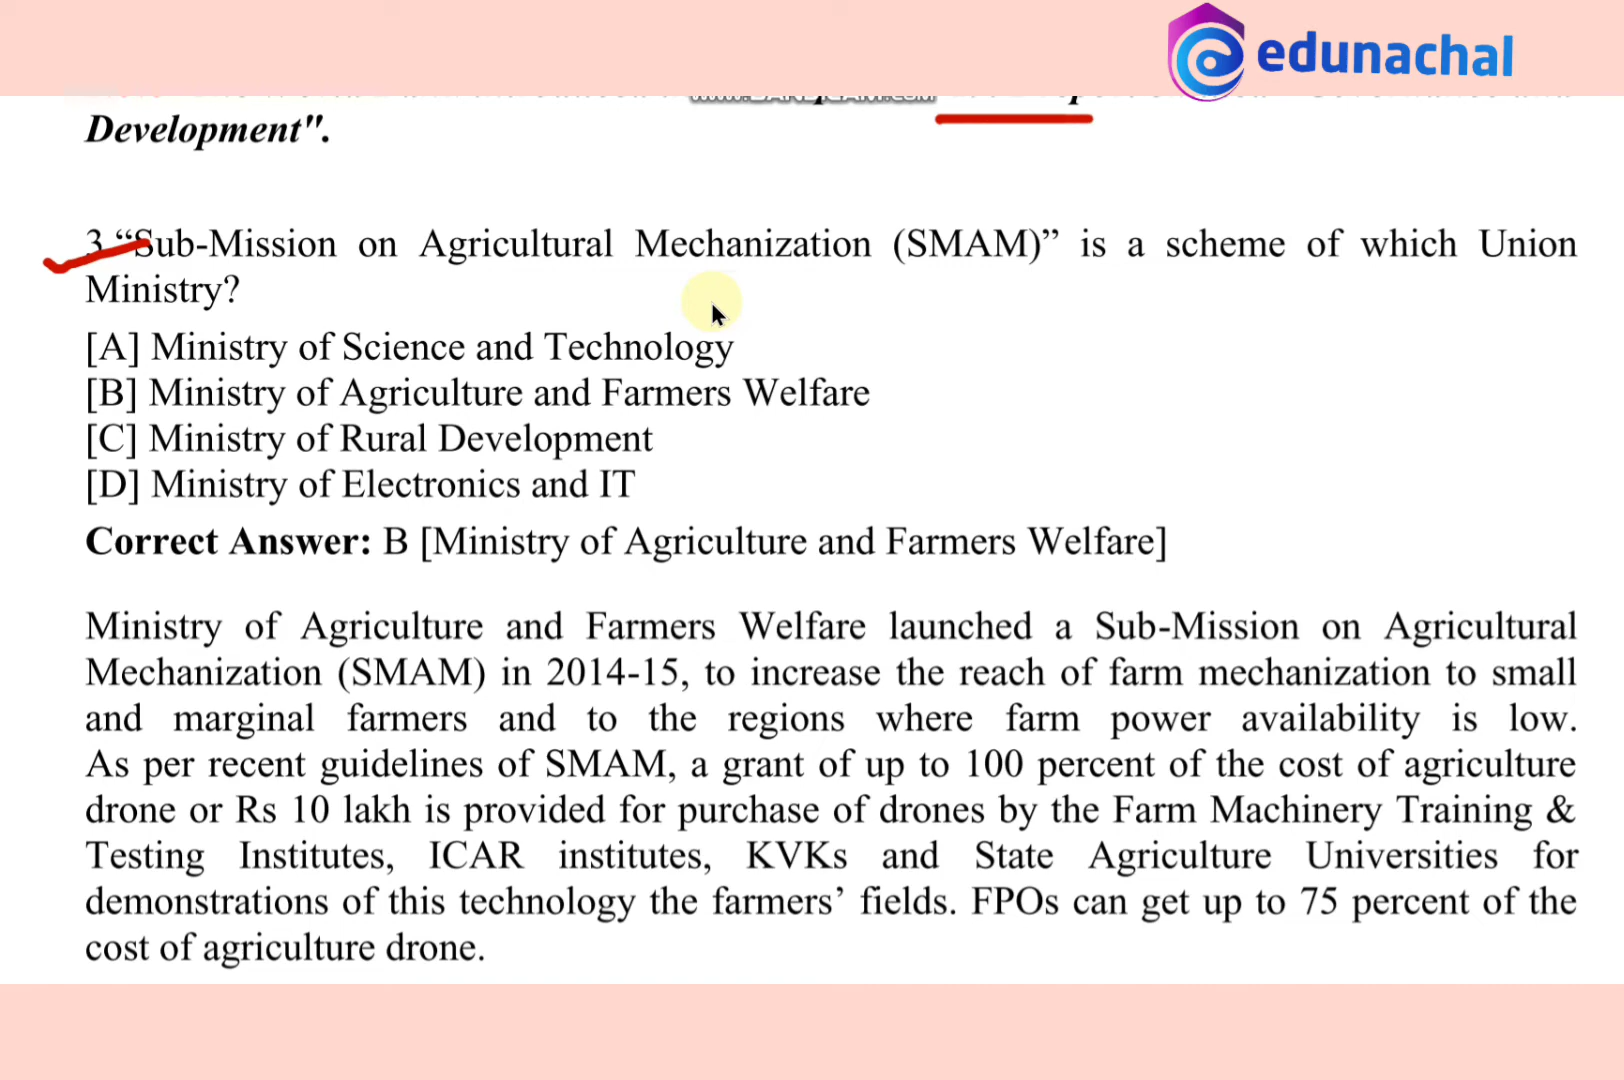 edunachal
Development".
3 “Sub-Mission on Agricultural Mechanization (SMAM)” is a scheme of which Union
Ministry?
[A] Ministry of Science and Technology
[B] Ministry of Agriculture and Farmers Welfare
[C] Ministry of Rural Development
[D] Ministry of Electronics and IT
Correct Answer: B [Ministry of Agriculture and Farmers Welfare]
Ministry of Agriculture and Farmers Welfare launched a Sub-Mission on Agricultural
Mechanization (SMAM) in 2014-15, to increase the reach of farm mechanization to small
and marginal farmers and to the regions where farm power availability is low.
As per recent guidelines of SMAM, a grant of up to 100 percent of the cost of agriculture
drone or Rs 10 lakh is provided for purchase of drones by the Farm Machinery Training &
Testing Institutes, ICAR institutes, KVKs and State Agriculture Universities for
demonstrations of this technology the farmers’ fields. FPOs can get up to 75 percent of the
cost of agriculture drone.